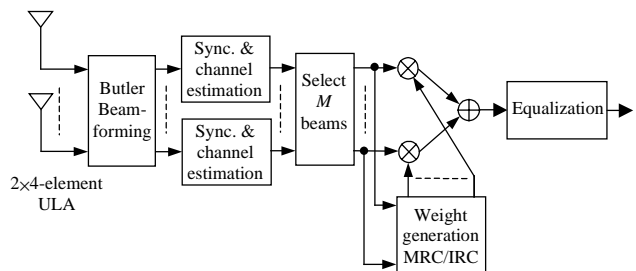 Butler
Beam-
forming
Sync. &
channel
estimation
Sync. &
channel
estimation
Select
M
beams
Equalization
2×4-element
ULA
Weight
generation
MRC/IRC